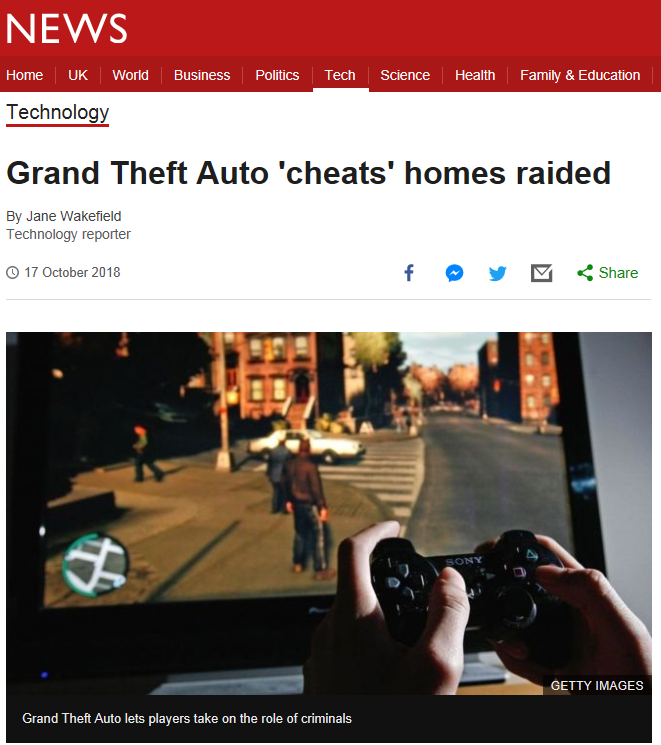 NEWS
Home UK World Business Politics Tech Science Health Family & Education
Technology
Grand Theft Auto 'cheats' homes raided
By Jane Wakefield
Technology reporter
17 October 2018
Share
SONY
GETTY IMAGES
Grand Theft Auto lets players take on the role of criminals